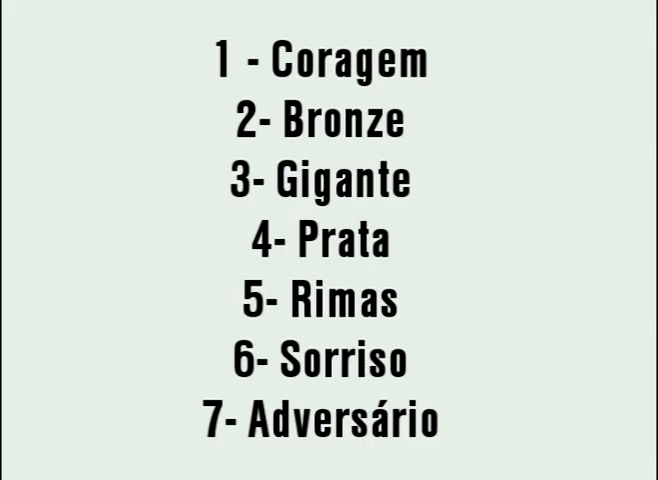 1 - Coragem
2- Bronze
3- Gigante
4- Prata
5- Rimas
6- Sorriso
7- Adversário